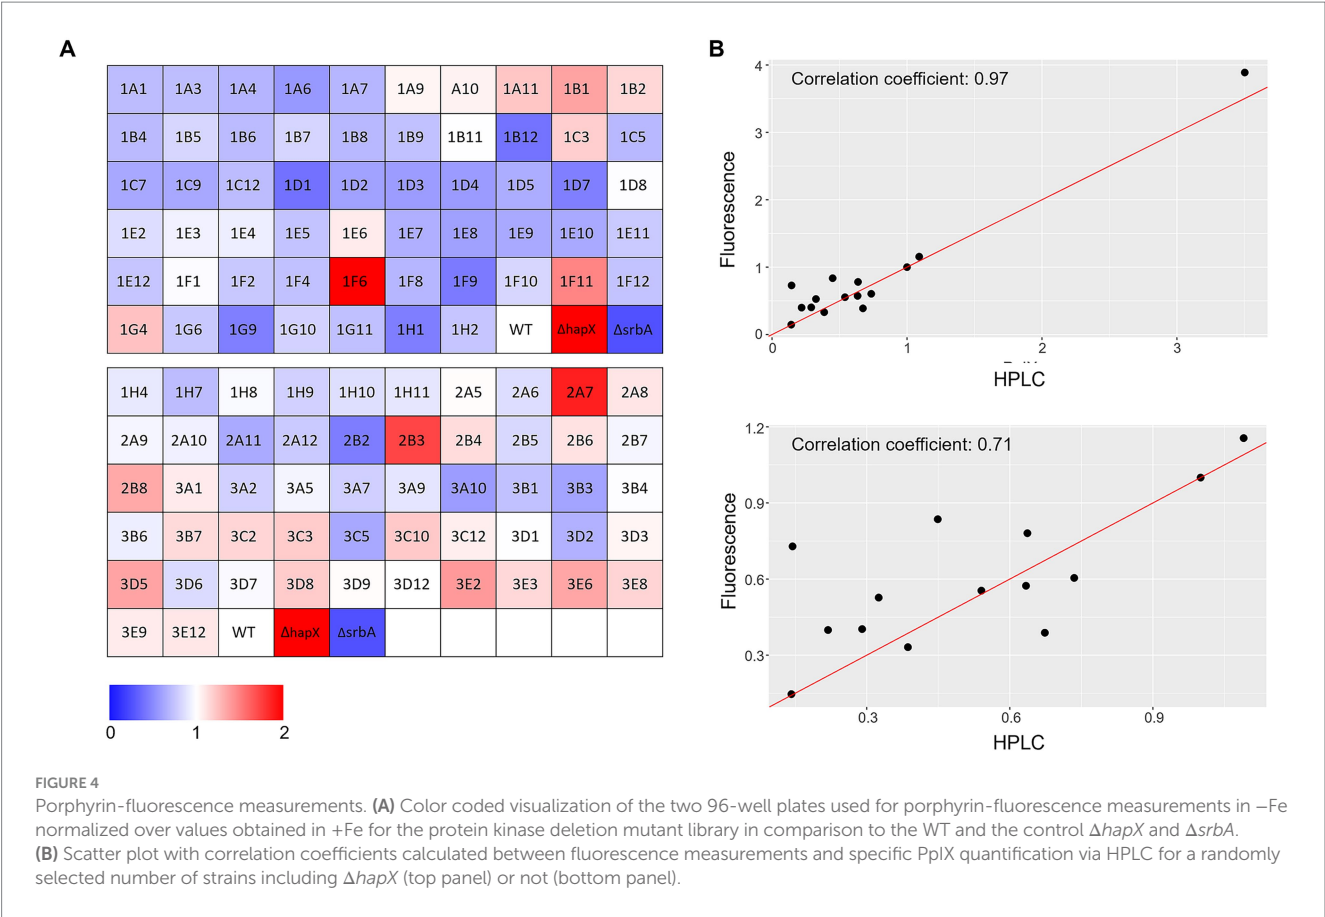 A
1A1 1A3 1A4 1A6 1A7 1A9 A10 1A11 1B1 1B2
1B4 1B5 1B6 1B7 1B8 1B9 1B11 1B12 1C3 1C5
1C7 1C9 1C12 1D1 1D2 1D3 1D4 1D5 1D7 1D8
1E2 1E3 1E4 1E5 1E6 1E7 1E8 1E9 1E10 1E11
1E12 1F1 1F2 1F4 1F6 1F8 1F9 1F10 1F11 1F12
1G4 1G6 1G9 1G10 1G11 1H1 1H2 WT ΔhapX ΔsrbA
1H4 1H7 1H8 1H9 1H10 1H11 2A5 2A6 2A7 2A8
2A9 2A10 2A11 2A12 2B2 2B3 2B4 2B5 2B6 2B7
2B8 3A1 3A2 3A5 3A7 3A9 3A10 3B1 3B3 3B4
3B6 3B7 3C2 3C3 3C5 3C10 3C12 3D1 3D2 3D3
3D5 3D6 3D7 3D8 3D9 3D12 3E2 3E3 3E6 3E8
3E9 3E12 WT ΔhapX ΔsrbA
0 1 2
B
Correlation coefficient: 0.97
Fluorescence
4
3
2
1
0
0 1 2 3
HPLC
Correlation coefficient: 0.71
Fluorescence
1.2
0.9
0.6
0.3
0.3 0.6 0.9
HPLC
FIGURE 4
Porphyrin-fluorescence measurements. (A) Color coded visualization of the two 96-well plates used for porphyrin-fluorescence measurements in −Fe
normalized over values obtained in +Fe for the protein kinase deletion mutant library in comparison to the WT and the control ΔhapX and ΔsrbA.
(B) Scatter plot with correlation coefficients calculated between fluorescence measurements and specific PpIX quantification via HPLC for a randomly
selected number of strains including ΔhapX (top panel) or not (bottom panel).